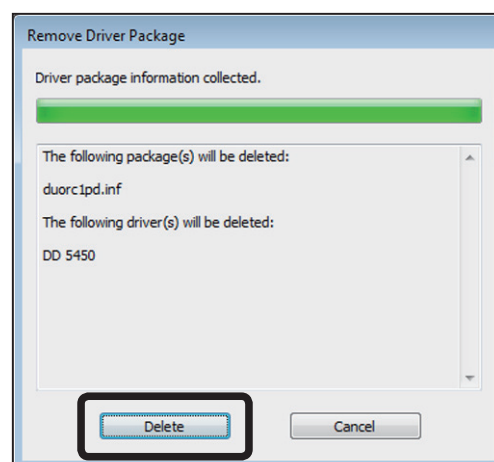 Remove Driver Package
Driver package information collected.
The following package(s) will be deleted:
duorc1pd.inf
The following driver(s) will be deleted:
DD 5450
Delete
Cancel